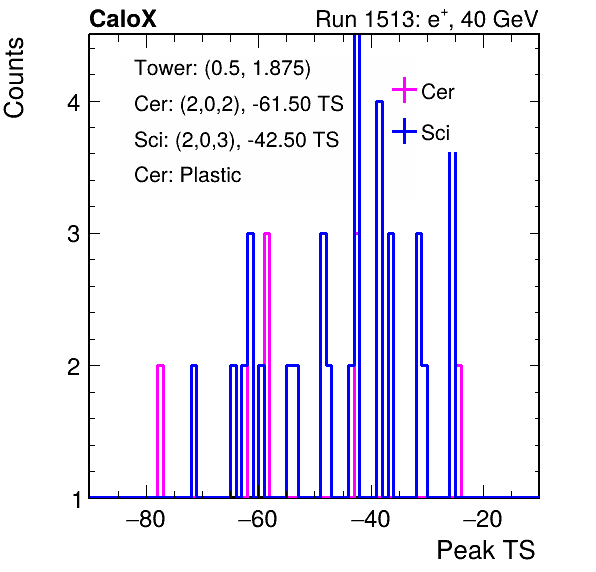 CaloX Run 1513: e⁺, 40 GeV
Counts
Tower: (0.5, 1.875)
Cer: (2,0,2), -61.50 TS
Sci: (2,0,3), -42.50 TS
Cer: Plastic
Cer
Sci
4
3
2
1
−80 −60 −40 −20
Peak TS